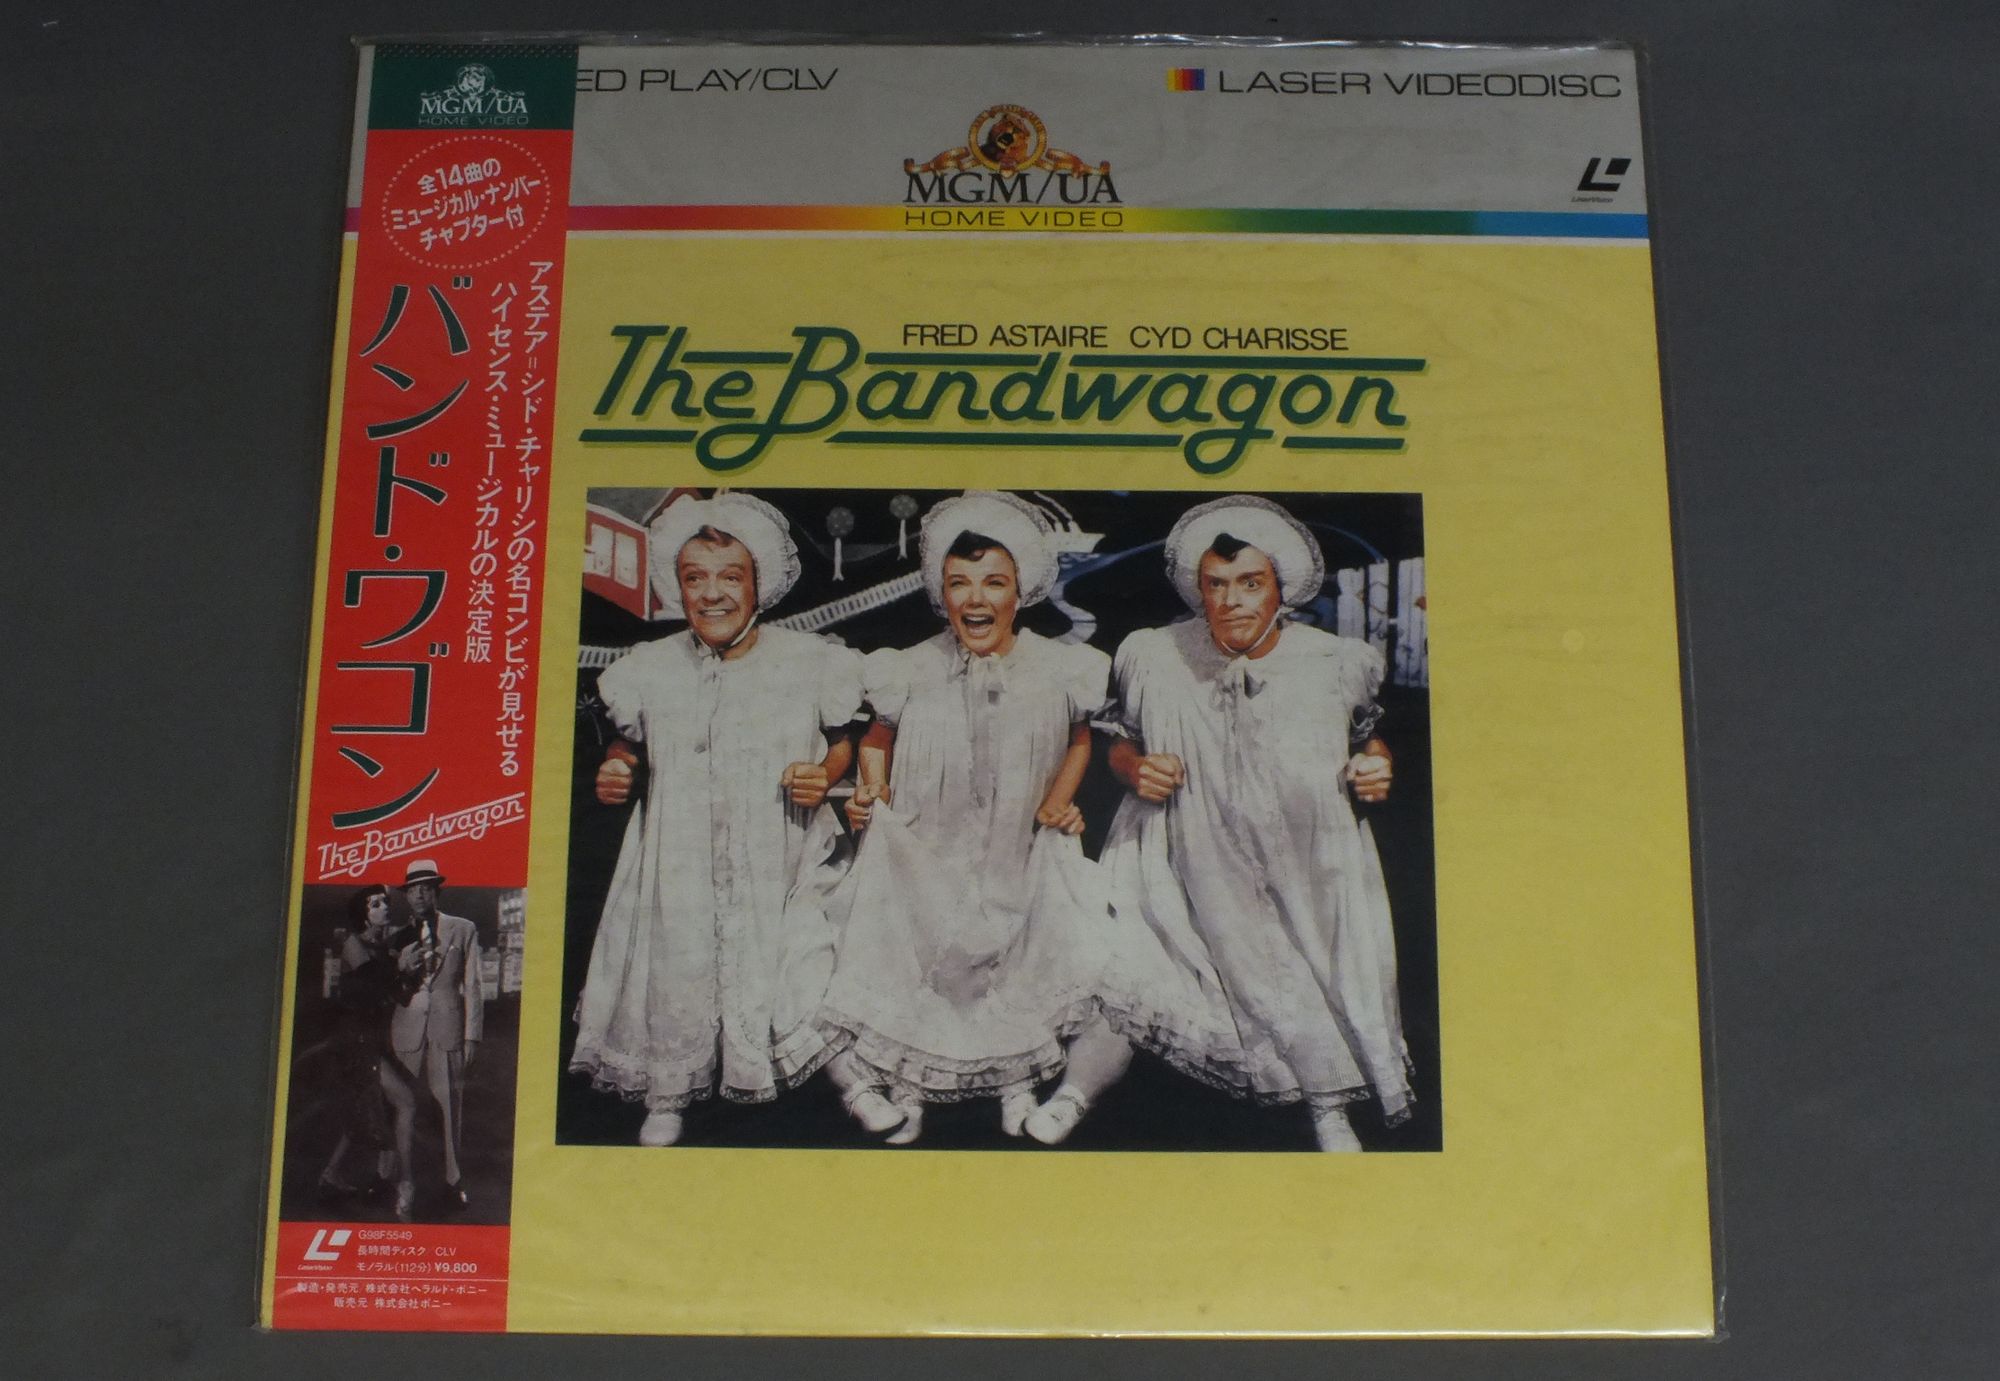 MGM/UA
HOME VIDEO
全14曲の
ミュージカル・ナンバー
チャプター付
アステア=シド・チャリシの名コンビが見せる
ハイセンス・ミュージカルの決定版
バンド・ワゴン
The Bandwagon
G98F5549
長時間ディスク CLV
モノラル(112分) ¥9,800
LaserVision
製造・発売元/株式会社ヘラルド・ポニー
販売元 株式会社ポニー
ED PLAY/CLV
LASER VIDEODISC
MGM/UA
HOME VIDEO
LaserVision
FRED ASTAIRE CYD CHARISSE
The Bandwagon